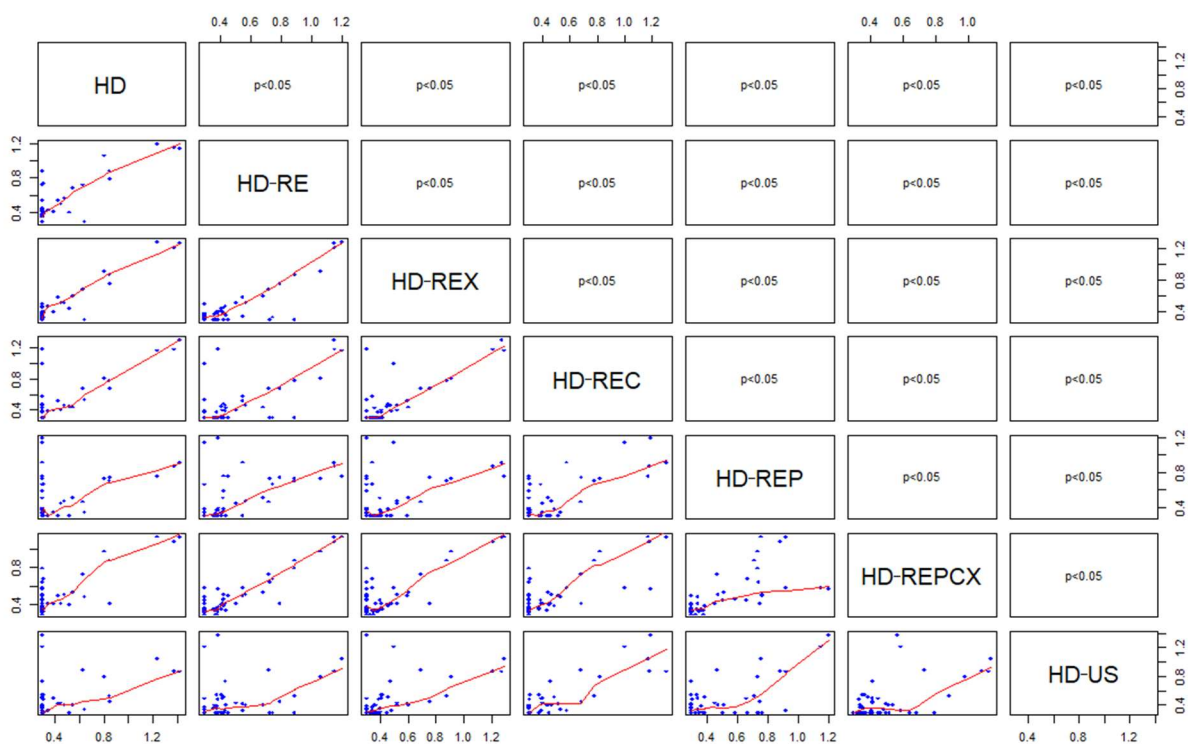 0.4 0.6 0.8 1.0 1.2 0.4 0.6 0.8 1.0 1.2 0.4 0.6 0.8 1.0
HD p<0.05 p<0.05 p<0.05 p<0.05 p<0.05 p<0.05 0.4 0.8 1.2
0.4 0.8 1.2 HD-RE p<0.05 p<0.05 p<0.05 p<0.05 p<0.05
HD-REX p<0.05 p<0.05 p<0.05 p<0.05 0.4 0.8 1.2
0.4 0.8 1.2 HD-REC p<0.05 p<0.05 p<0.05
HD-REP p<0.05 p<0.05 0.4 0.8 1.2
0.4 0.8 HD-REPCX p<0.05
HD-US 0.4 0.8 1.2
0.4 0.8 1.2 0.4 0.6 0.8 1.0 1.2 0.4 0.6 0.8 1.0 1.2 0.4 0.8 1.2